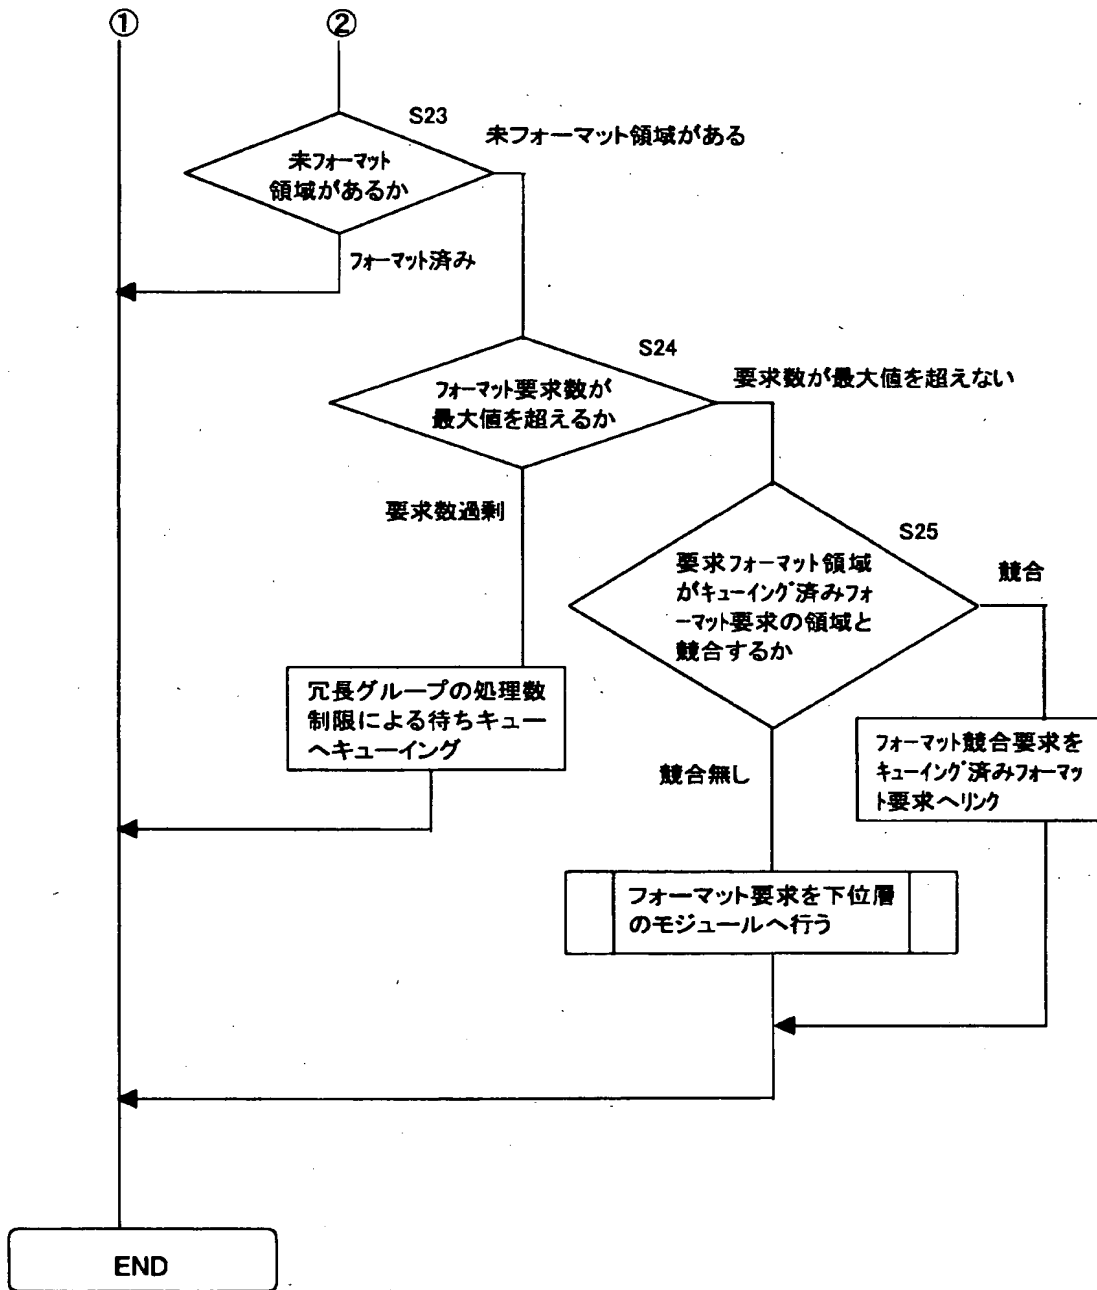 ①
②
S23
未フォーマット領域がある
未フォーマット
領域があるか
フォーマット済み
S24
要求数が最大値を超えない
フォーマット要求数が
最大値を超えるか
要求数過剰
S25
競合
要求フォーマット領域
がキューイング済みフォ
ーマット要求の領域と
競合するか
冗長グループの処理数
制限による待ちキュー
へキューイング
競合無し
フォーマット競合要求を
キューイング済みフォーマッ
ト要求へリンク
フォーマット要求を下位層
のモジュールへ行う
END